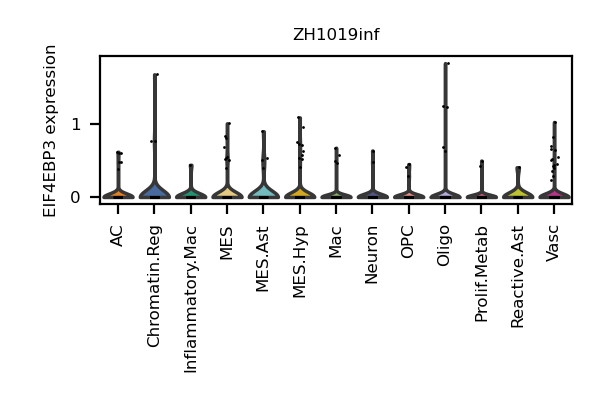 ZH1019inf
EIF4EBP3 expression
1
0
AC
Chromatin.Reg
Inflammatory.Mac
MES
MES.Ast
MES.Hyp
Mac
Neuron
OPC
Oligo
Prolif.Metab
Reactive.Ast
Vasc